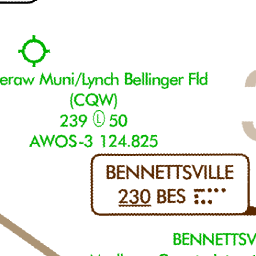 eraw Muni/Lynch Bellinger Fld
(CQW)
239 Ⓛ 50
AWOS-3 124.825
BENNETTSVILLE
230 BES
BENNETTSV